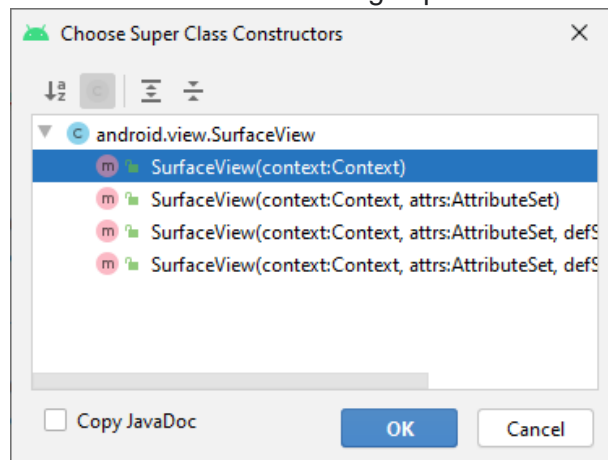 Choose Super Class Constructors
android.view.SurfaceView
SurfaceView(context:Context)
SurfaceView(context:Context, attrs:AttributeSet)
SurfaceView(context:Context, attrs:AttributeSet, defS
SurfaceView(context:Context, attrs:AttributeSet, defS
Copy JavaDoc
OK
Cancel